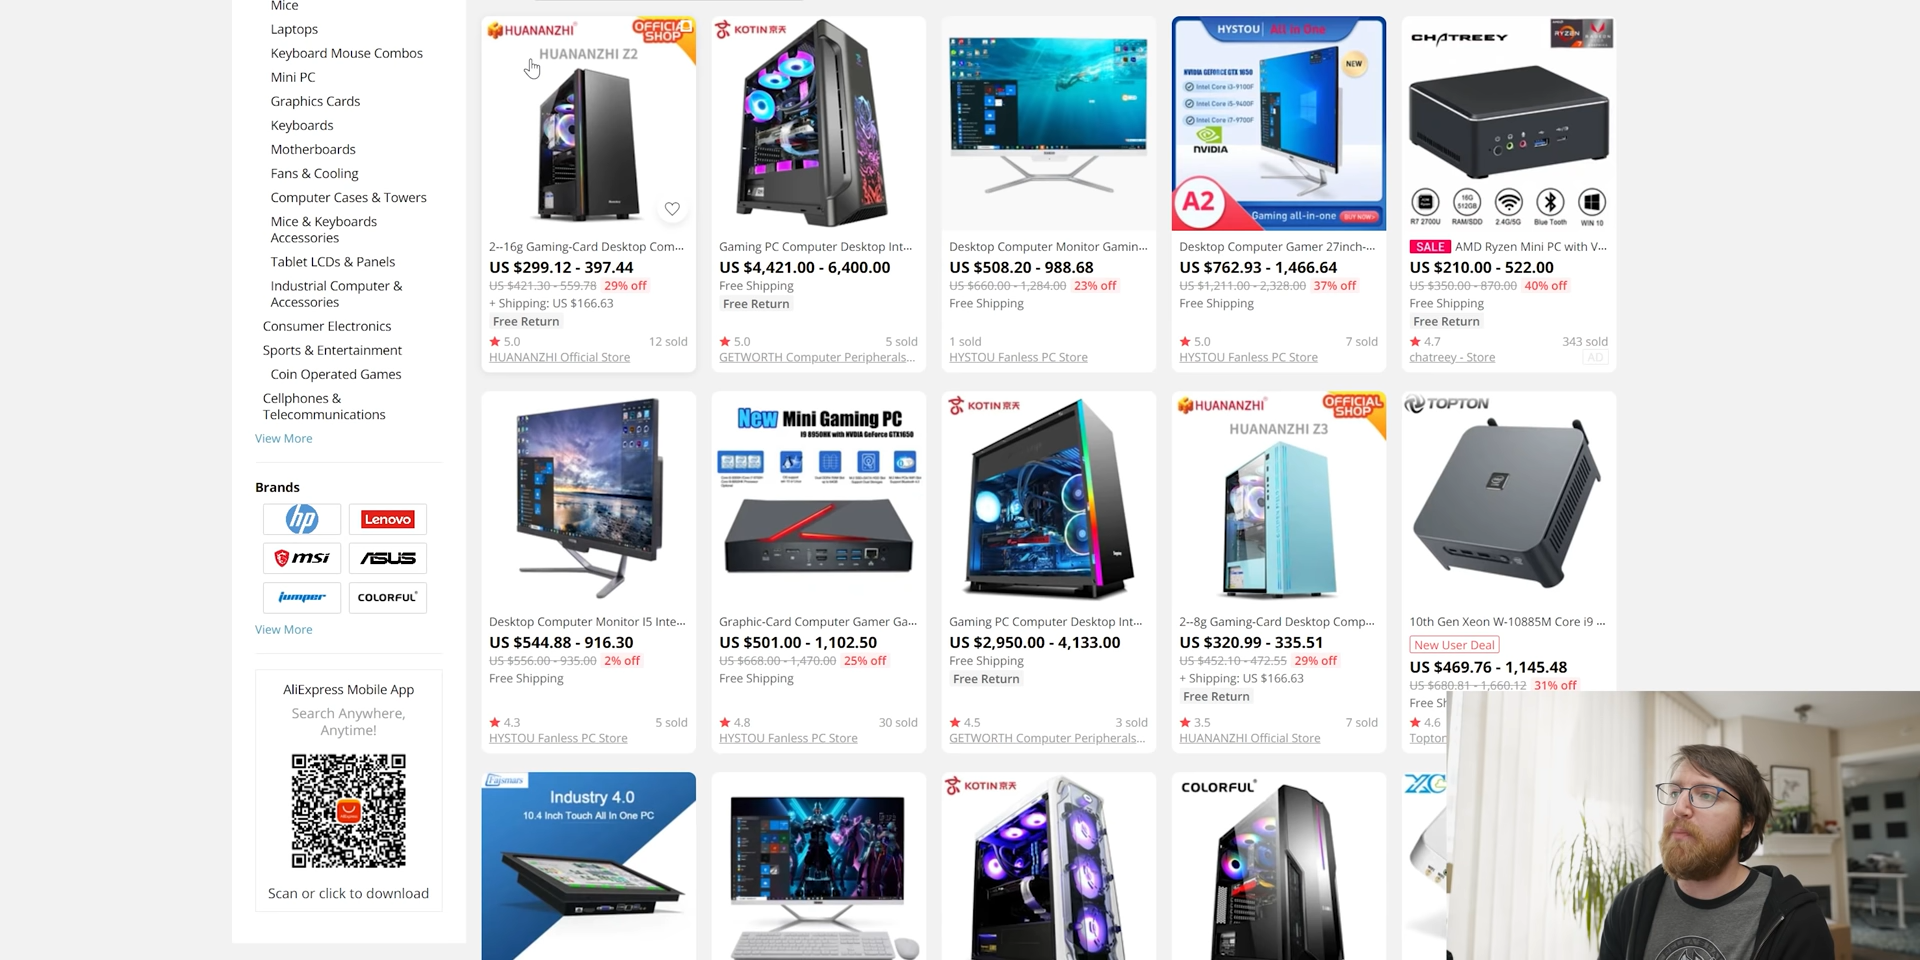 Mice
Laptops
Keyboard Mouse Combos
Mini PC
Graphics Cards
Keyboards
Motherboards
Fans & Cooling
Computer Cases & Towers
Mice & Keyboards
Accessories
Tablet LCDs & Panels
Industrial Computer &
Accessories
Consumer Electronics
Sports & Entertainment
Coin Operated Games
Cellphones &
Telecommunications
View More
Brands
hp
Lenovo
msi
ASUS
jumper
COLORFUL
View More
AliExpress Mobile App
Search Anywhere,
Anytime!
Scan or click to download
HUANANZHI
OFFICIAL
SHOP
HUANANZHI Z2
2--16g Gaming-Card Desktop Com...
US $299.12 - 397.44
US $421.30 - 559.78 29% off
+ Shipping: US $166.63
Free Return
5.0 12 sold
HUANANZHI Official Store
KOTIN 京天
Gaming PC Computer Desktop Int...
US $4,421.00 - 6,400.00
Free Shipping
Free Return
5.0 5 sold
GETWORTH Computer Peripherals...
Desktop Computer Monitor Gamin...
US $508.20 - 988.68
US $660.00 - 1,284.00 23% off
Free Shipping
1 sold
HYSTOU Fanless PC Store
HYSTOU All in One
NVIDIA GEFORCE GTX 1650
NEW
Intel Core i3-9100F
Intel Core i5-9400F
Intel Core i7-9700F
NVIDIA
A2
Gaming all-in-one BUY NOW>
Desktop Computer Gamer 27inch-...
US $762.93 - 1,466.64
US $1,211.00 - 2,328.00 37% off
Free Shipping
5.0 7 sold
HYSTOU Fanless PC Store
CHATREEY
RYZEN
7
R7 2700U RAM/SDD 2.4G/5G Blue Tooth WIN 10
SALE AMD Ryzen Mini PC with V...
US $210.00 - 522.00
US $350.00 - 870.00 40% off
Free Shipping
Free Return
4.7 343 sold
chatreey - Store AD
Desktop Computer Monitor I5 Inte...
US $544.88 - 916.30
US $556.00 - 935.00 2% off
Free Shipping
4.3 5 sold
HYSTOU Fanless PC Store
New Mini Gaming PC
I9 8950HK with NVIDIA GeForce GTX1650
Graphic-Card Computer Gamer Ga...
US $501.00 - 1,102.50
US $668.00 - 1,470.00 25% off
Free Shipping
4.8 30 sold
HYSTOU Fanless PC Store
KOTIN 京天
Gaming PC Computer Desktop Int...
US $2,950.00 - 4,133.00
Free Shipping
Free Return
4.5 3 sold
GETWORTH Computer Peripherals...
HUANANZHI
OFFICIAL
SHOP
HUANANZHI Z3
2--8g Gaming-Card Desktop Comp...
US $320.99 - 335.51
US $452.10 - 472.55 29% off
+ Shipping: US $166.63
Free Return
3.5 7 sold
HUANANZHI Official Store
TOPTON
10th Gen Xeon W-10885M Core i9 ...
New User Deal
US $469.76 - 1,145.48
US $680.81 - 1,660.12 31% off
Free
4.6
Topton
Industry 4.0
10.4 Inch Touch All In One PC
KOTIN 京天
COLORFUL